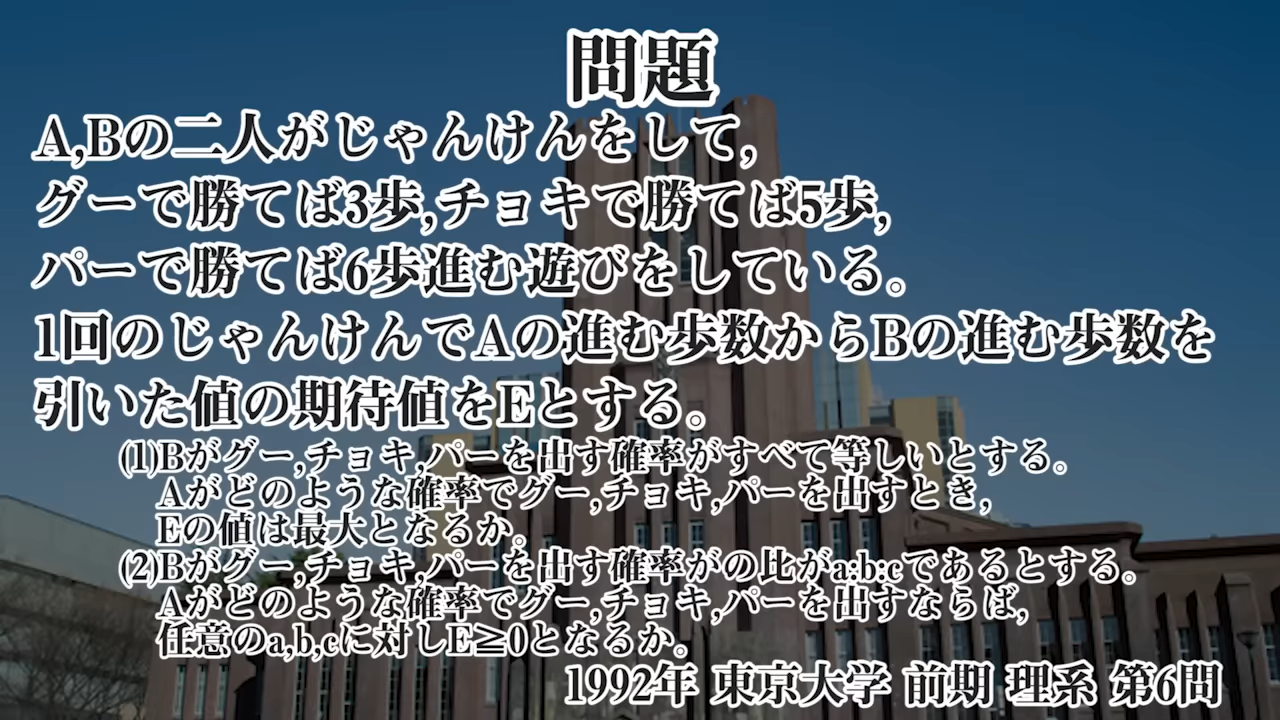 問題
A,Bの二人がじゃんけんをして,
グーで勝てば3歩,チョキで勝てば5歩,
パーで勝てば6歩進む遊びをしている。
1回のじゃんけんでAの進む歩数からBの進む歩数を
引いた値の期待値をEとする。
(1)Bがグー,チョキ,パーを出す確率がすべて等しいとする。
Aがどのような確率でグー,チョキ,パーを出すとき,
Eの値は最大となるか。
(2)Bがグー,チョキ,パーを出す確率がの比がa:b:cであるとする。
Aがどのような確率でグー,チョキ,パーを出すならば,
任意のa,b,cに対しE≧0となるか。
1992年 東京大学 前期 理系 第6問